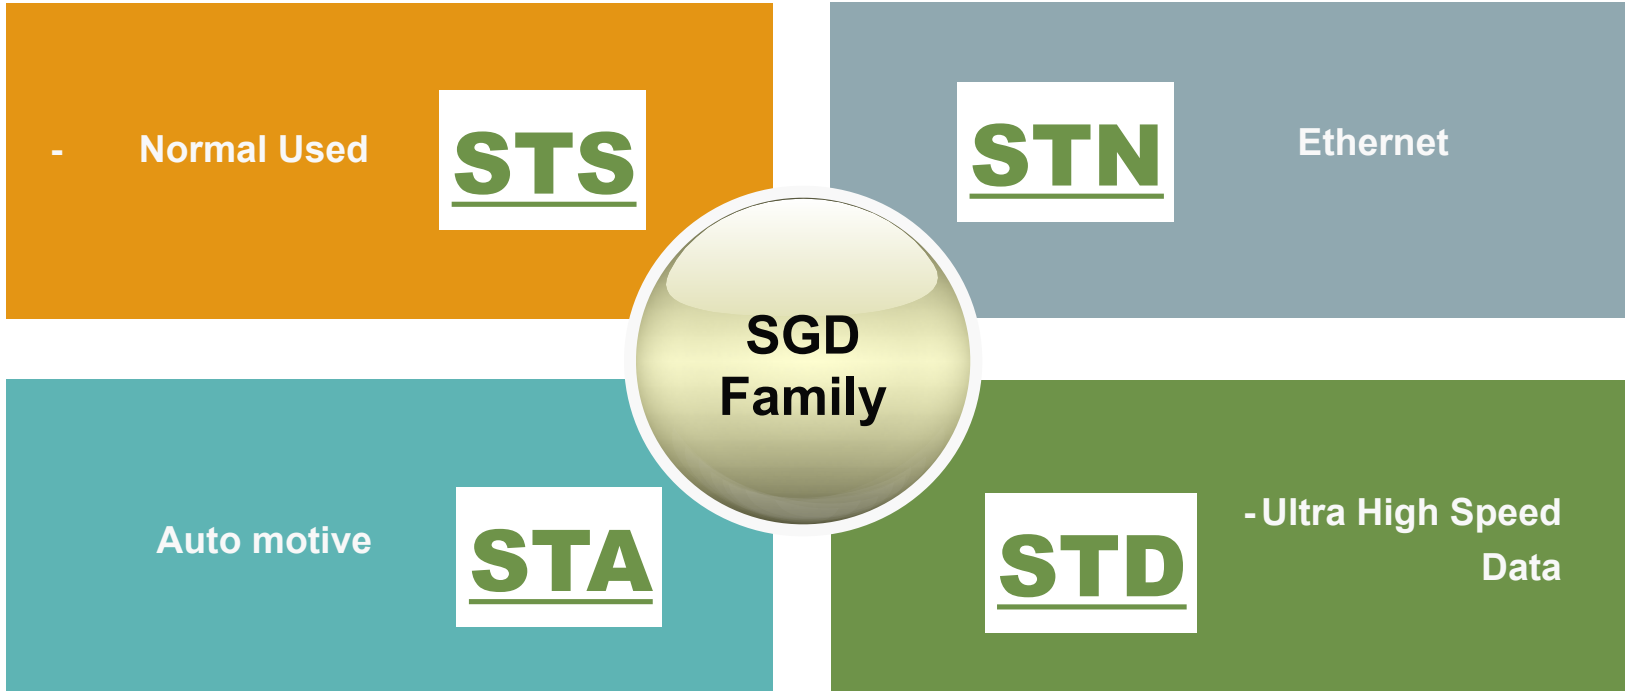 - Normal Used
STS
STN
Ethernet
SGD
Family
Auto motive
STA
STD
-Ultra High Speed
Data